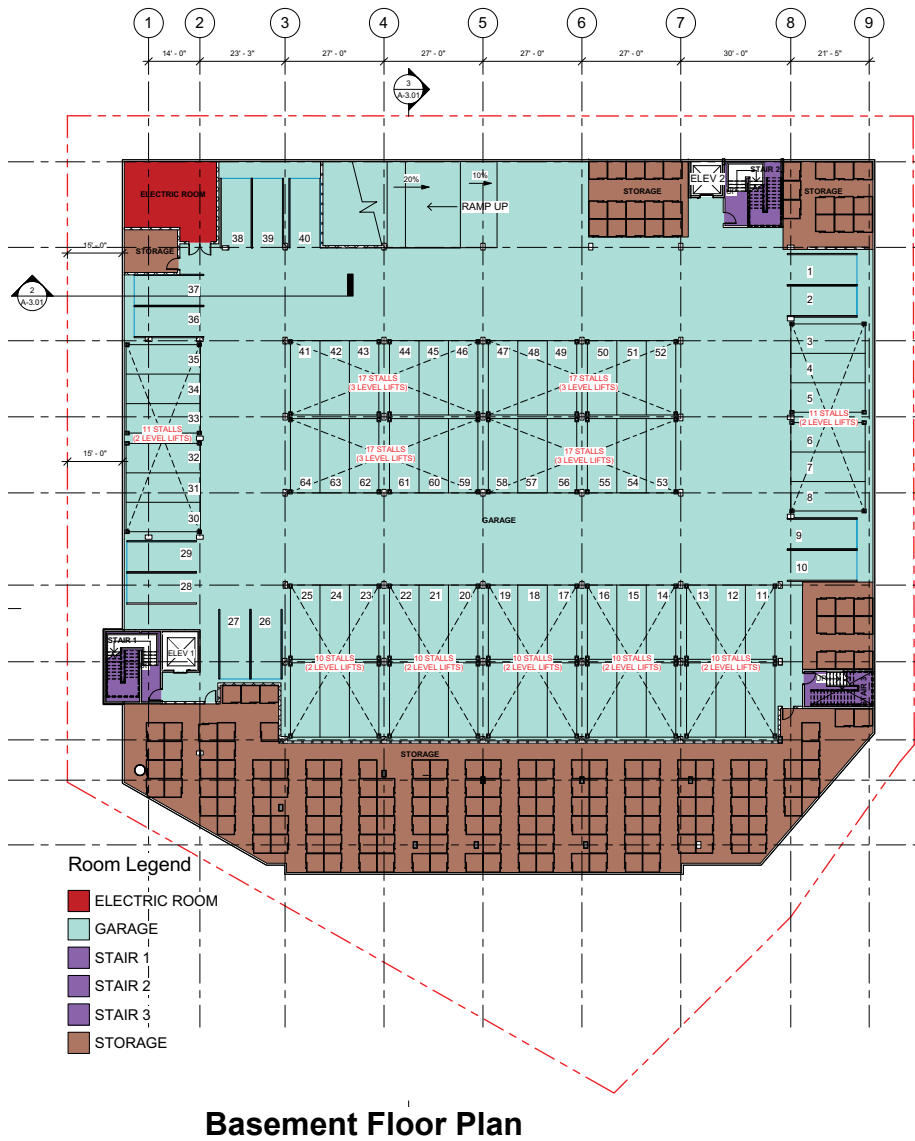 1 2 3 4 5 6 7 8 9
14' - 0" 23' - 3" 27' - 0" 27' - 0" 27' - 0" 27' - 0" 30' - 0" 21' - 5"
3
A-3.01
20% 10%
RAMP UP
ELECTRIC ROOM
STORAGE
ELEV 2
STAIR 2
STORAGE
38 39 40
15' - 0"
STORAGE
2
A-3.01
37
36
1
2
41 42 43 44 45 46 47 48 49 50 51 52
17 STALLS
(3 LEVEL LIFTS)
17 STALLS
(3 LEVEL LIFTS)
35
34
33
11 STALLS
(2 LEVEL LIFTS)
32
31
30
3
4
5
11 STALLS
(2 LEVEL LIFTS)
6
7
8
15' - 0"
17 STALLS
(3 LEVEL LIFTS)
17 STALLS
(3 LEVEL LIFTS)
64 63 62 61 60 59 58 57 56 55 54 53
GARAGE
29
28
9
10
25 24 23 22 21 20 19 18 17 16 15 14 13 12 11
27 26
10 STALLS
(2 LEVEL LIFTS)
10 STALLS
(2 LEVEL LIFTS)
10 STALLS
(2 LEVEL LIFTS)
10 STALLS
(2 LEVEL LIFTS)
10 STALLS
(2 LEVEL LIFTS)
STAIR 1
ELEV 1
STORAGE
Room Legend
ELECTRIC ROOM
GARAGE
STAIR 1
STAIR 2
STAIR 3
STORAGE
Basement Floor Plan